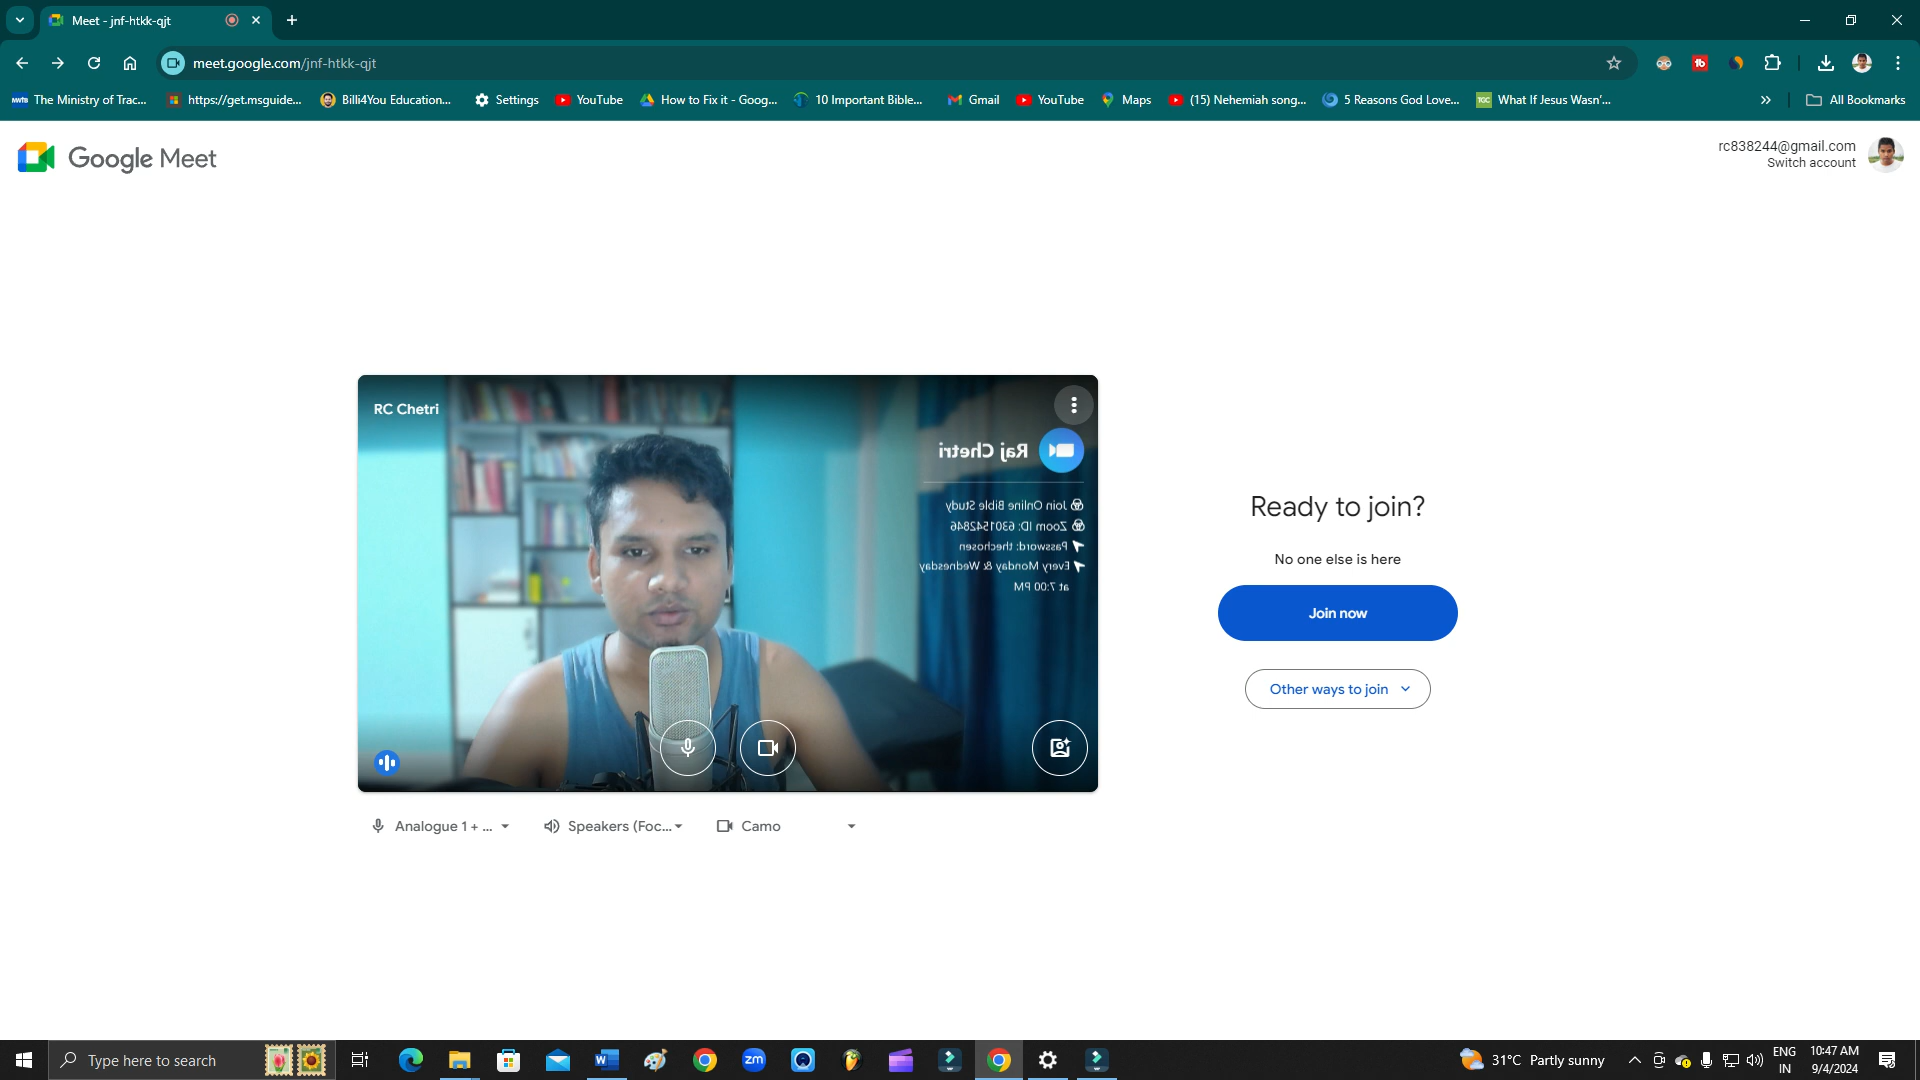 Meet - jnf-htkk-qjt
meet.google.com/jnf-htkk-qjt
MWTB The Ministry of Trac...
https://get.msguide...
Billi4You Education...
Settings
YouTube
How to Fix it - Goog...
10 Important Bible...
Gmail
YouTube
Maps
(15) Nehemiah song...
5 Reasons God Love...
TGC What If Jesus Wasn'...
All Bookmarks
Google Meet
rc838244@gmail.com
Switch account
RC Chetri
Raj Chetri
Join Online Bible Study
Zoom ID: 6301542846
Password: thechosen
Every Monday & Wednesday
at 7:00 PM
Ready to join?
No one else is here
Join now
Other ways to join
Analogue 1 + ...
Speakers (Foc...
Camo
Type here to search
W
zm
31°C Partly sunny
ENG
IN
10:47 AM
9/4/2024